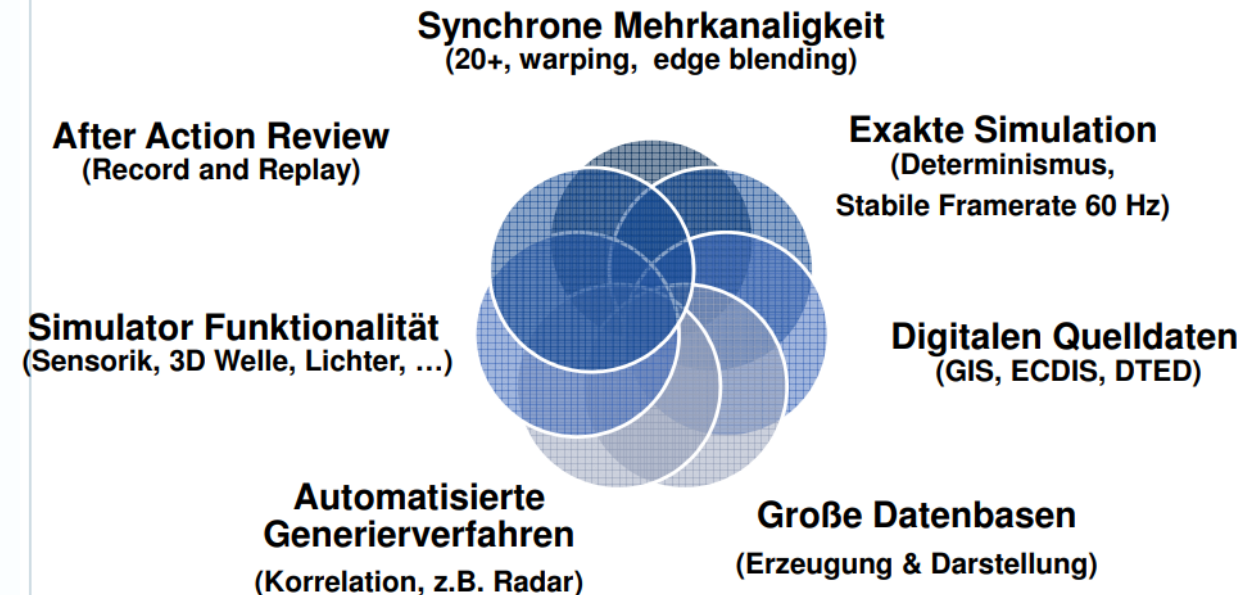 Synchrone Mehrkanaligkeit
(20+, warping, edge blending)
After Action Review
(Record and Replay)
Exakte Simulation
(Determinismus,
Stabile Framerate 60 Hz)
Simulator Funktionalität
(Sensorik, 3D Welle, Lichter, …)
Digitalen Quelldaten
(GIS, ECDIS, DTED)
Automatisierte
Generierverfahren
(Korrelation, z.B. Radar)
Große Datenbasen
(Erzeugung & Darstellung)